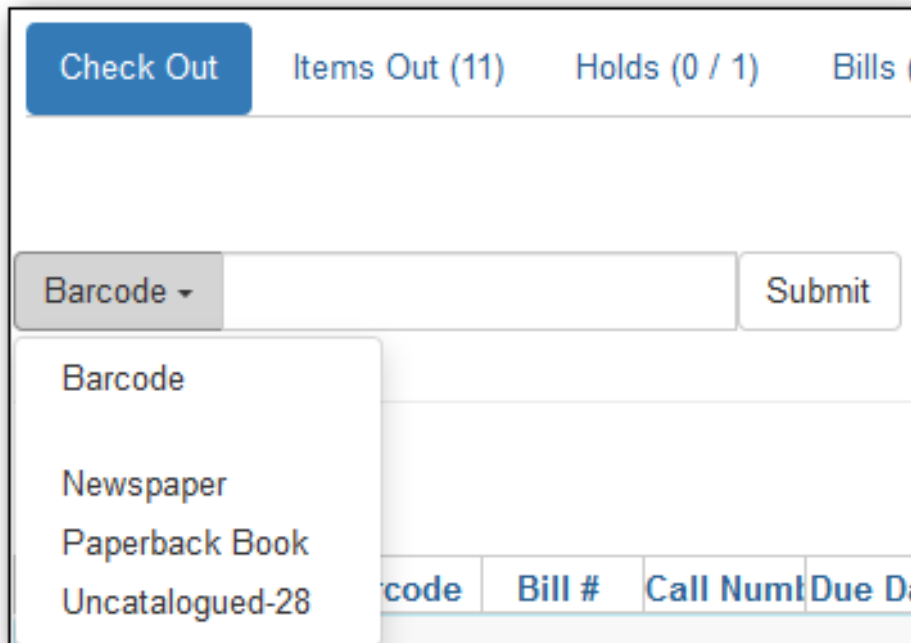 Check Out Items Out (11) Holds (0 / 1) Bills (
Barcode Submit
Barcode
Newspaper
Paperback Book
Uncatalogued-28
rcode Bill # Call Numb Due Da